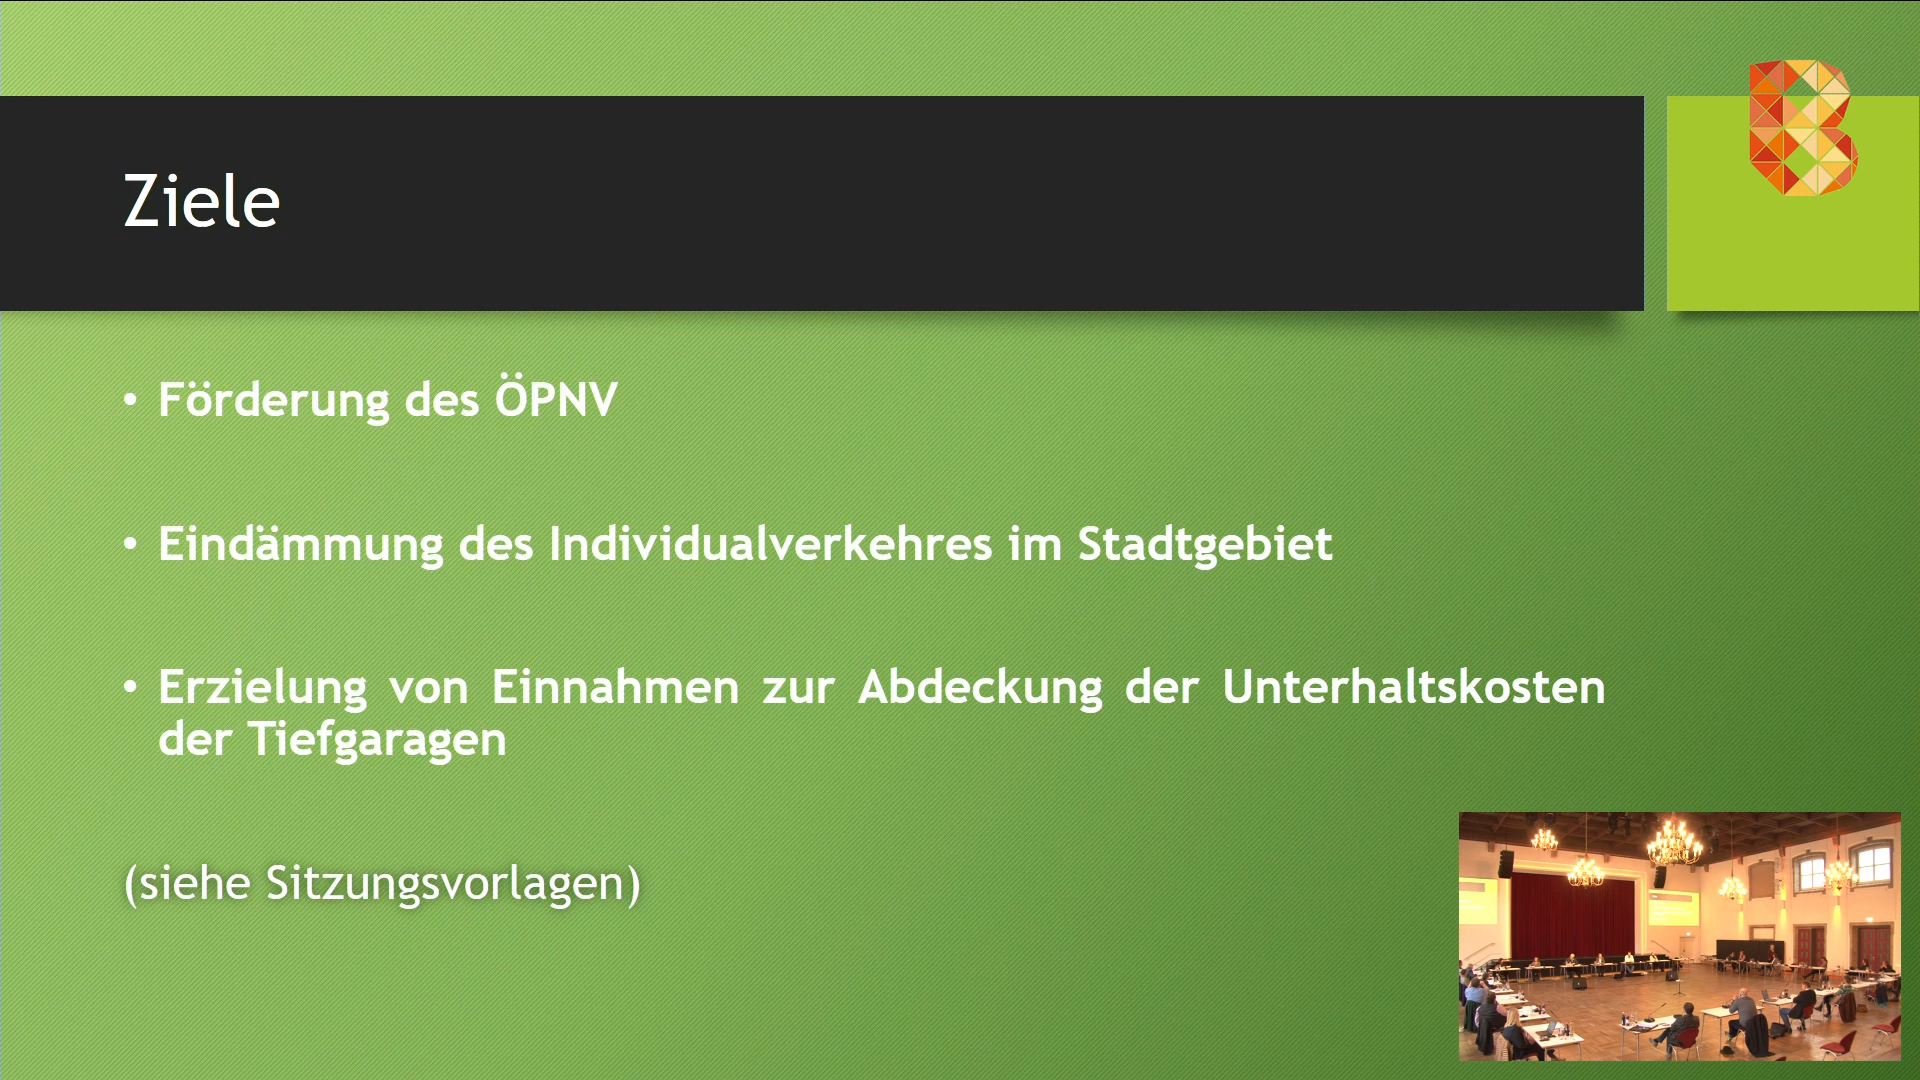 Ziele
• Förderung des ÖPNV
• Eindämmung des Individualverkehres im Stadtgebiet
• Erzielung von Einnahmen zur Abdeckung der Unterhaltskosten
der Tiefgaragen
(siehe Sitzungsvorlagen)